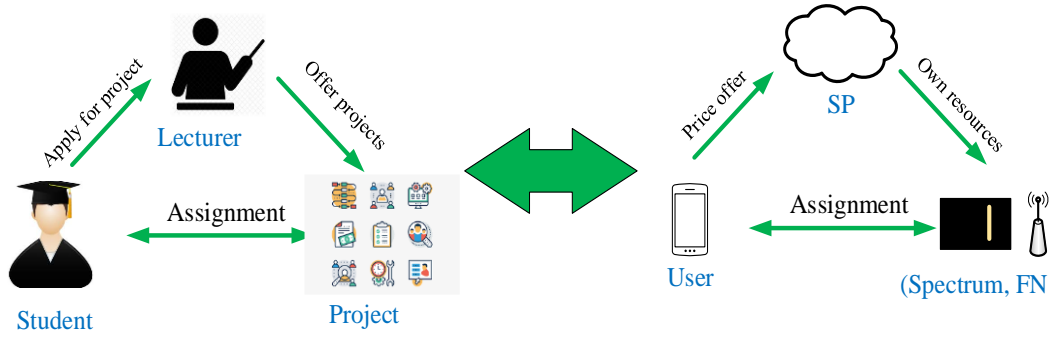 Apply for project
Offer projects
Lecturer
Assignment
Student
Project
Price offer
SP
Own resources
Assignment
User
(Spectrum, FN